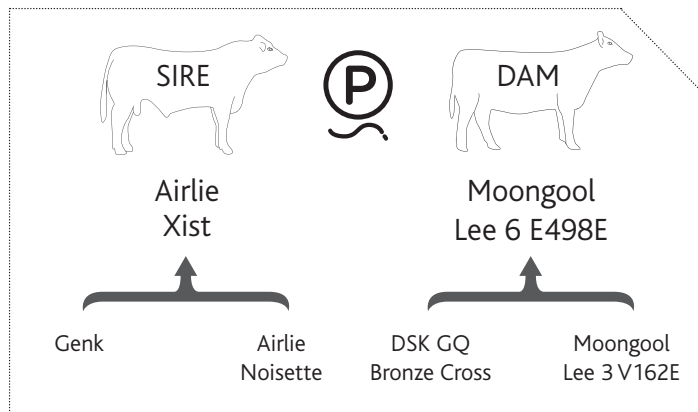 SIRE
P
DAM
Airlie
Xist
Moongool
Lee 6 E498E
Genk
Airlie
Noisette
DSK GQ
Bronze Cross
Moongool
Lee 3 V162E